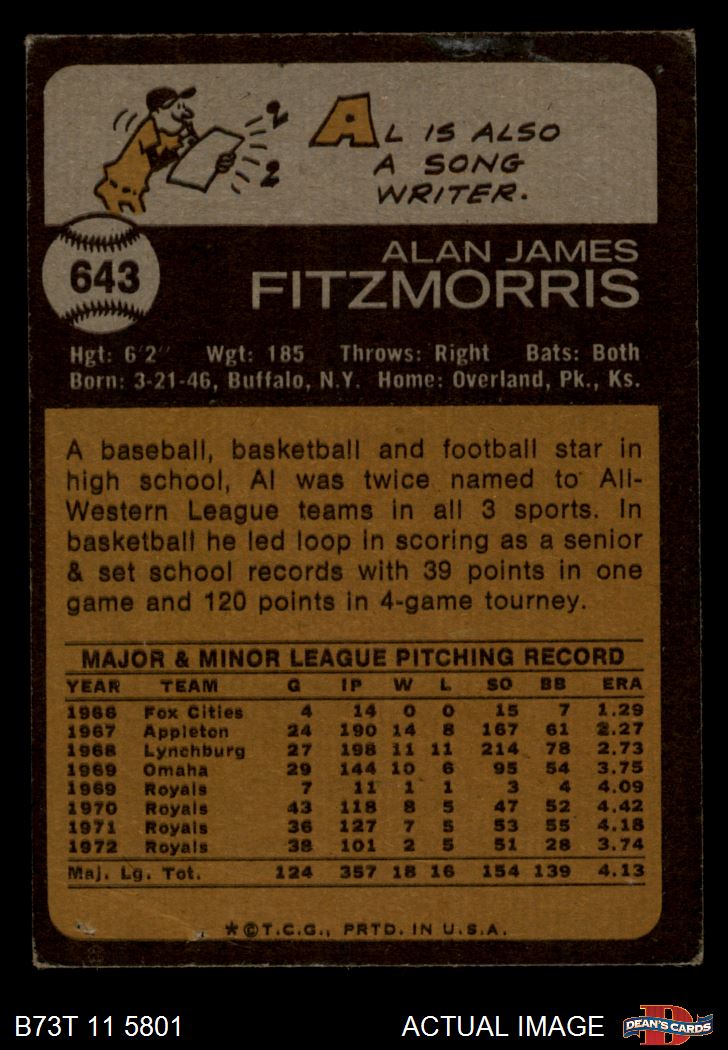 AL IS ALSO
A SONG
WRITER.
643
ALAN JAMES
FITZMORRIS
Hgt: 6'2" Wgt: 185 Throws: Right Bats: Both
Born: 3-21-46, Buffalo, N.Y. Home: Overland, Pk., Ks.
A baseball, basketball and football star in
high school, Al was twice named to All-
Western League teams in all 3 sports. In
basketball he led loop in scoring as a senior
& set school records with 39 points in one
game and 120 points in 4-game tourney.
MAJOR & MINOR LEAGUE PITCHING RECORD
YEAR TEAM G IP W L SO BB ERA
1966 Fox Cities 4 14 0 0 15 7 1.29
1967 Appleton 24 190 14 8 167 61 2.27
1968 Lynchburg 27 198 11 11 214 78 2.73
1969 Omaha 29 144 10 6 95 54 3.75
1969 Royals 7 11 1 1 3 4 4.09
1970 Royals 43 118 8 5 47 52 4.42
1971 Royals 36 127 7 5 53 55 4.18
1972 Royals 38 101 2 5 51 28 3.74
Maj. Lg. Tot. 124 357 18 16 154 139 4.13
*©T.C.G., PRTD. IN U.S.A.
B73T 11 5801 ACTUAL IMAGE DEAN'S CARDS